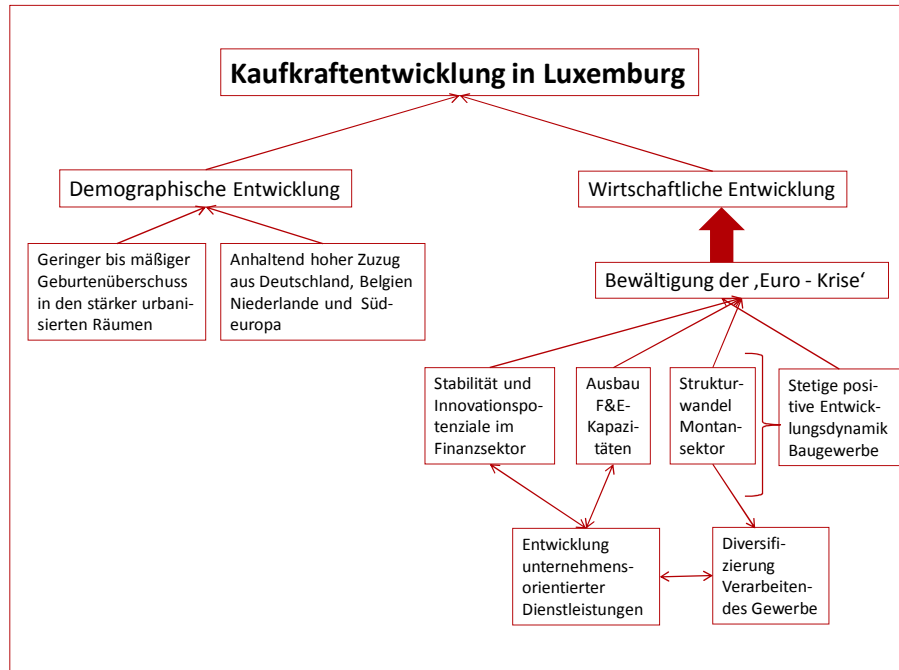 Kaufkraftentwicklung in Luxemburg
Demographische Entwicklung
Wirtschaftliche Entwicklung
Geringer bis mäßiger
Geburtenüberschuss
in den stärker urbani-
sierten Räumen
Anhaltend hoher Zuzug
aus Deutschland, Belgien
Niederlande und Süd-
europa
Bewältigung der ‚Euro - Krise‘
Stabilität und
Innovationspo-
tenziale im
Finanzsektor
Ausbau
F&E-
Kapazi-
täten
Struktur-
wandel
Montan-
sektor
Stetige posi-
tive Entwick-
lungsdynamik
Baugewerbe
Entwicklung
unternehmens-
orientierter
Dienstleistungen
Diversifi-
zierung
Verarbeiten-
des Gewerbe